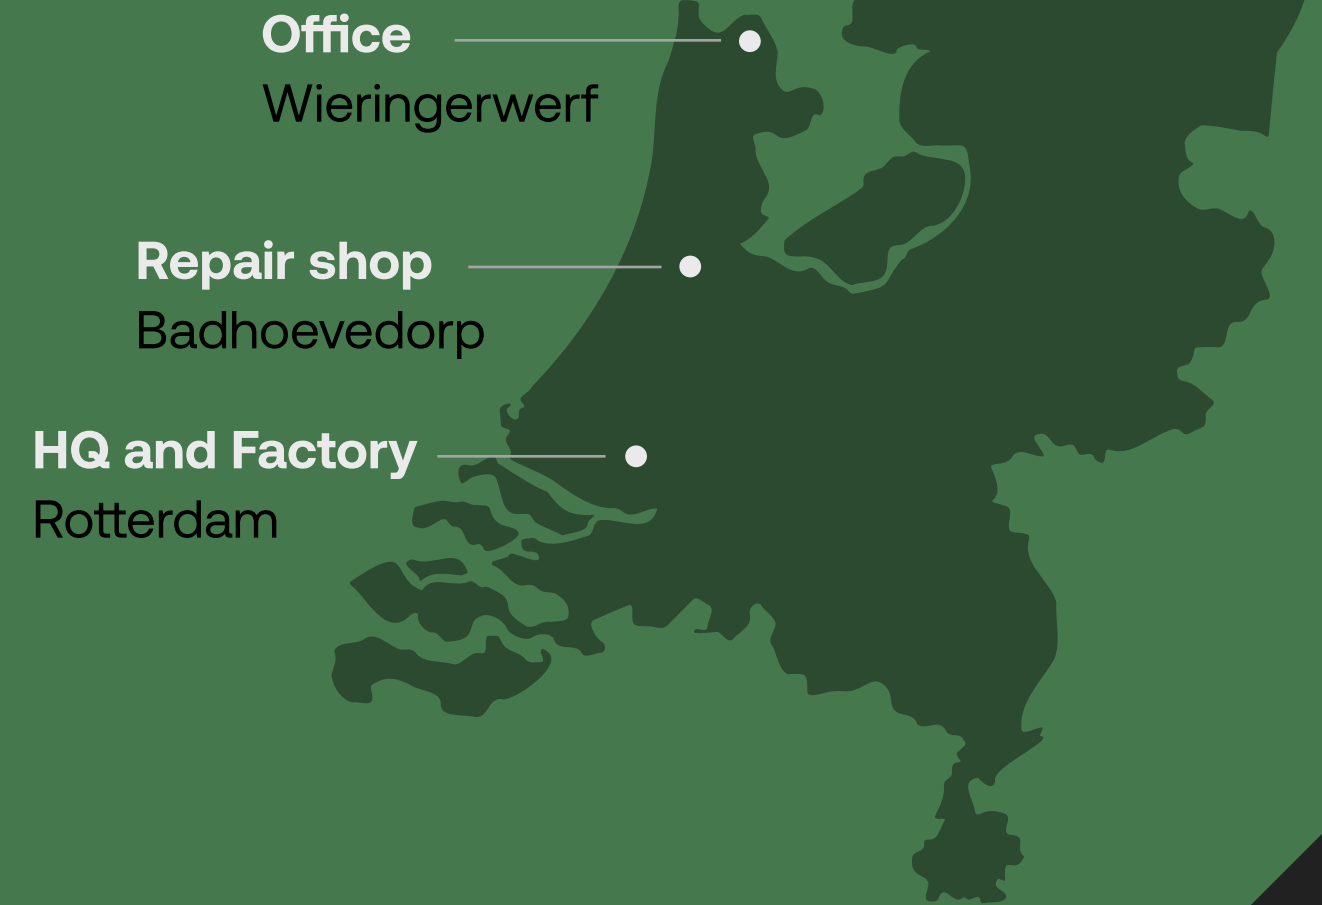 Office
Wieringerwerf
Repair shop
Badhoevedorp
HQ and Factory
Rotterdam